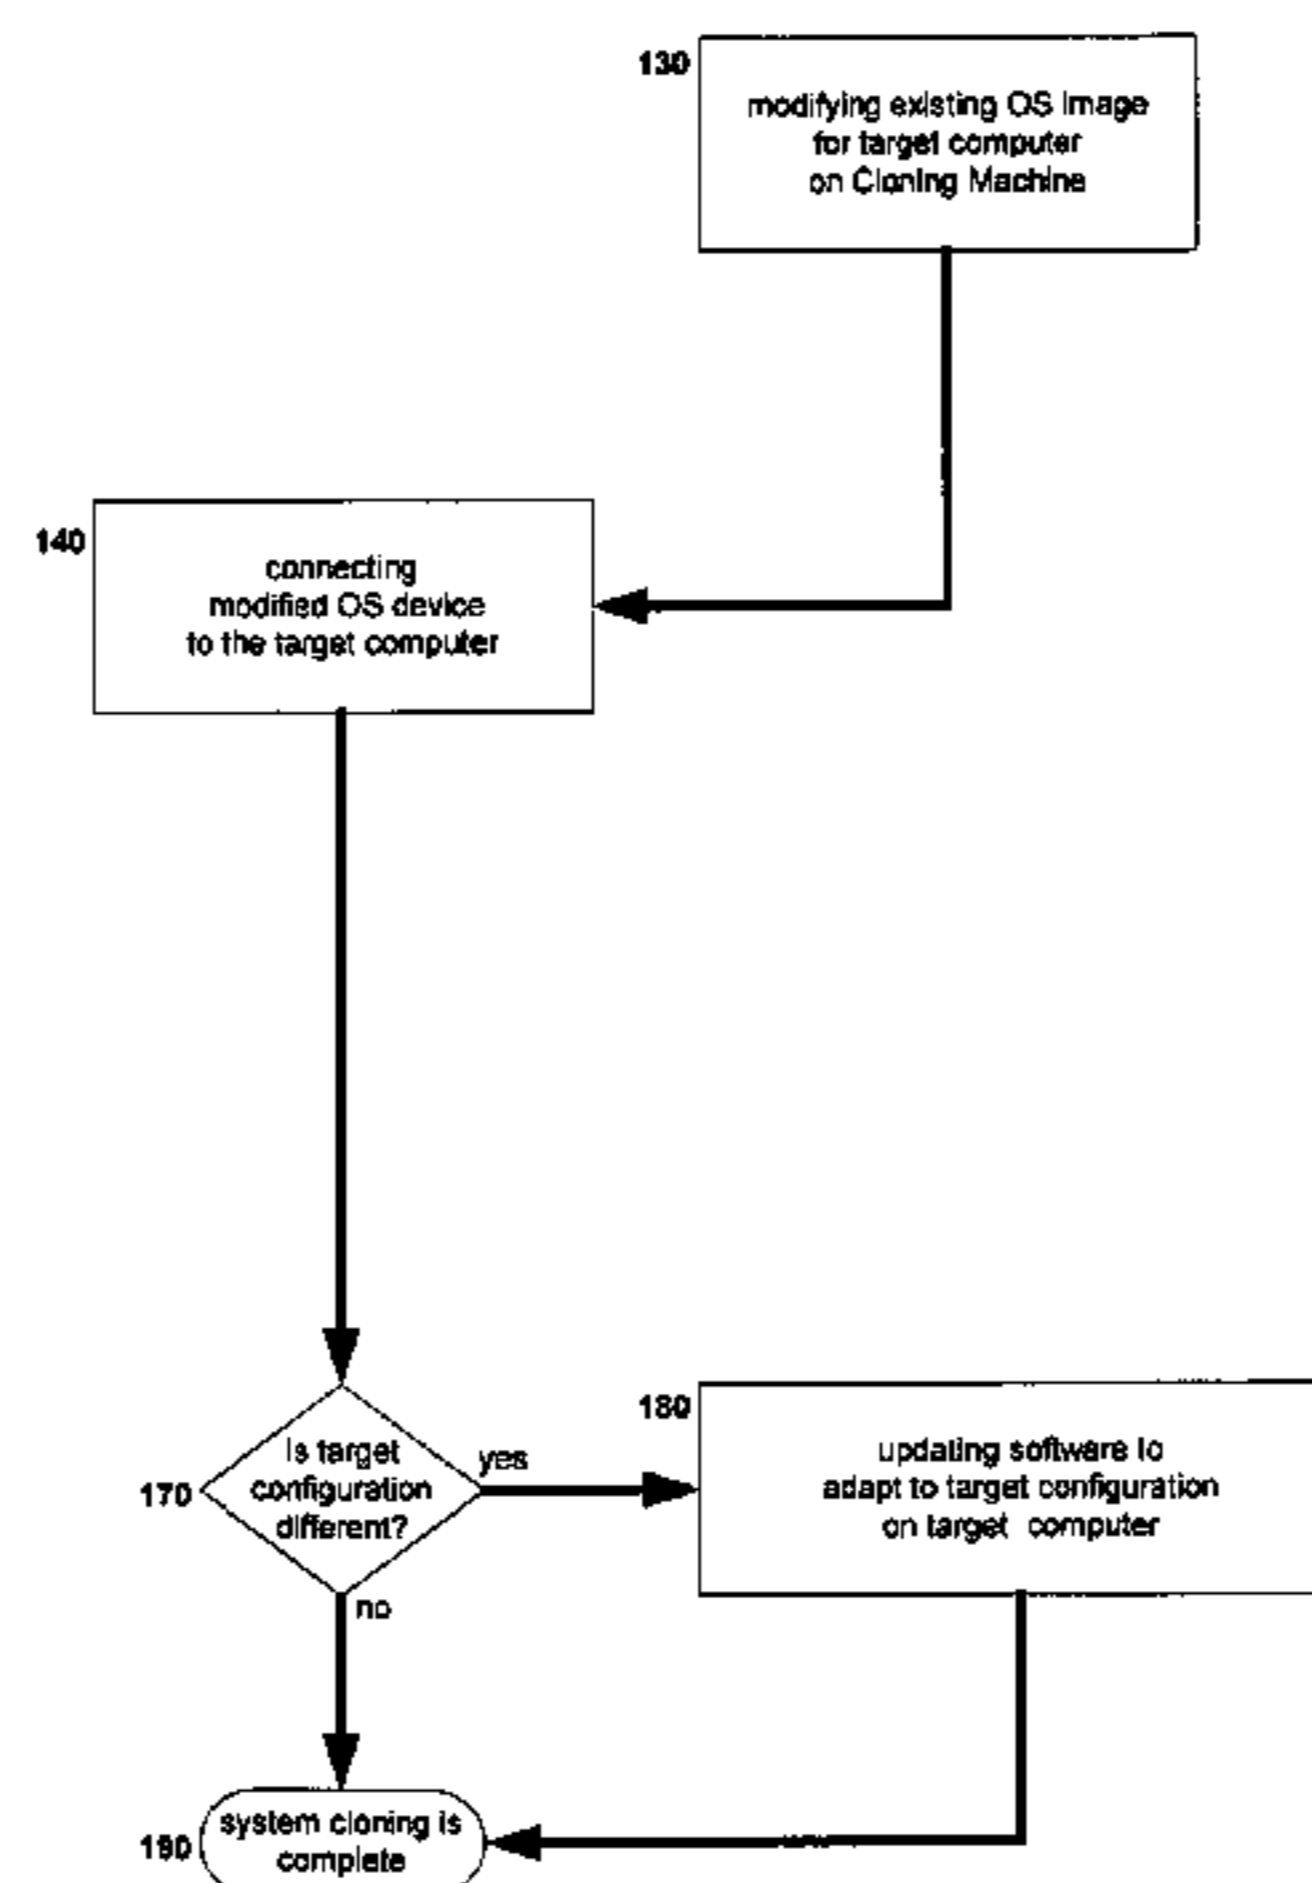 130
modifying existing OS image
for target computer
on Cloning Machine
140
connecting
modified OS device
to the target computer
170
is target
configuration
different?
yes
no
180
updating software to
adapt to target configuration
on target computer
190
system cloning is
complete